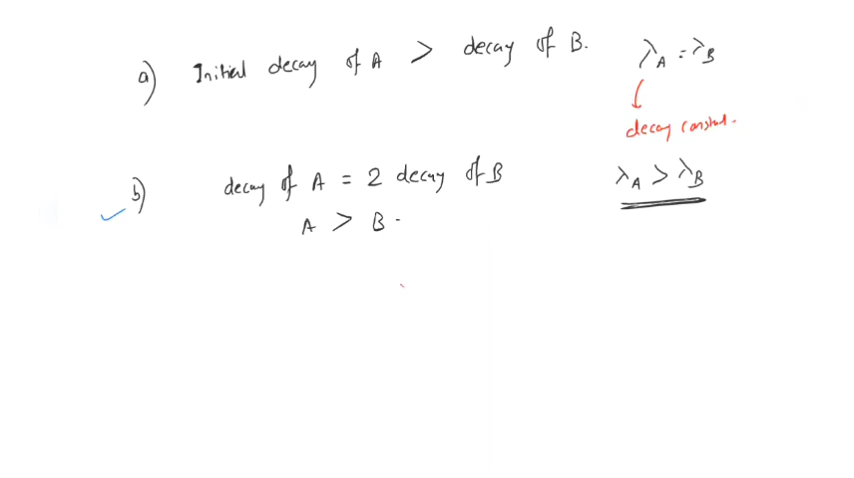 a) Initial decay of A > decay of B. λA = λB
decay constant.
b) decay of A = 2 decay of B λA > λB
A > B.